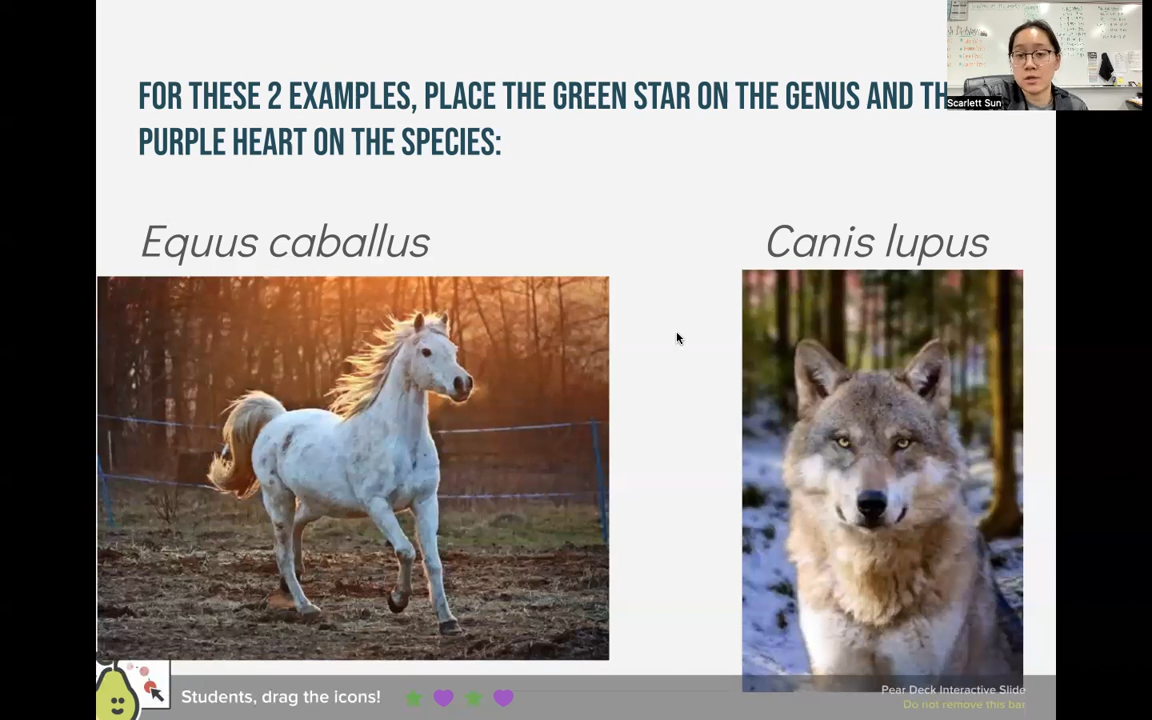 FOR THESE 2 EXAMPLES, PLACE THE GREEN STAR ON THE GENUS AND TH
PURPLE HEART ON THE SPECIES:
Scarlett Sun
Equus caballus
Canis lupus
Students, drag the icons!
Pear Deck Interactive Slide
Do not remove this bar